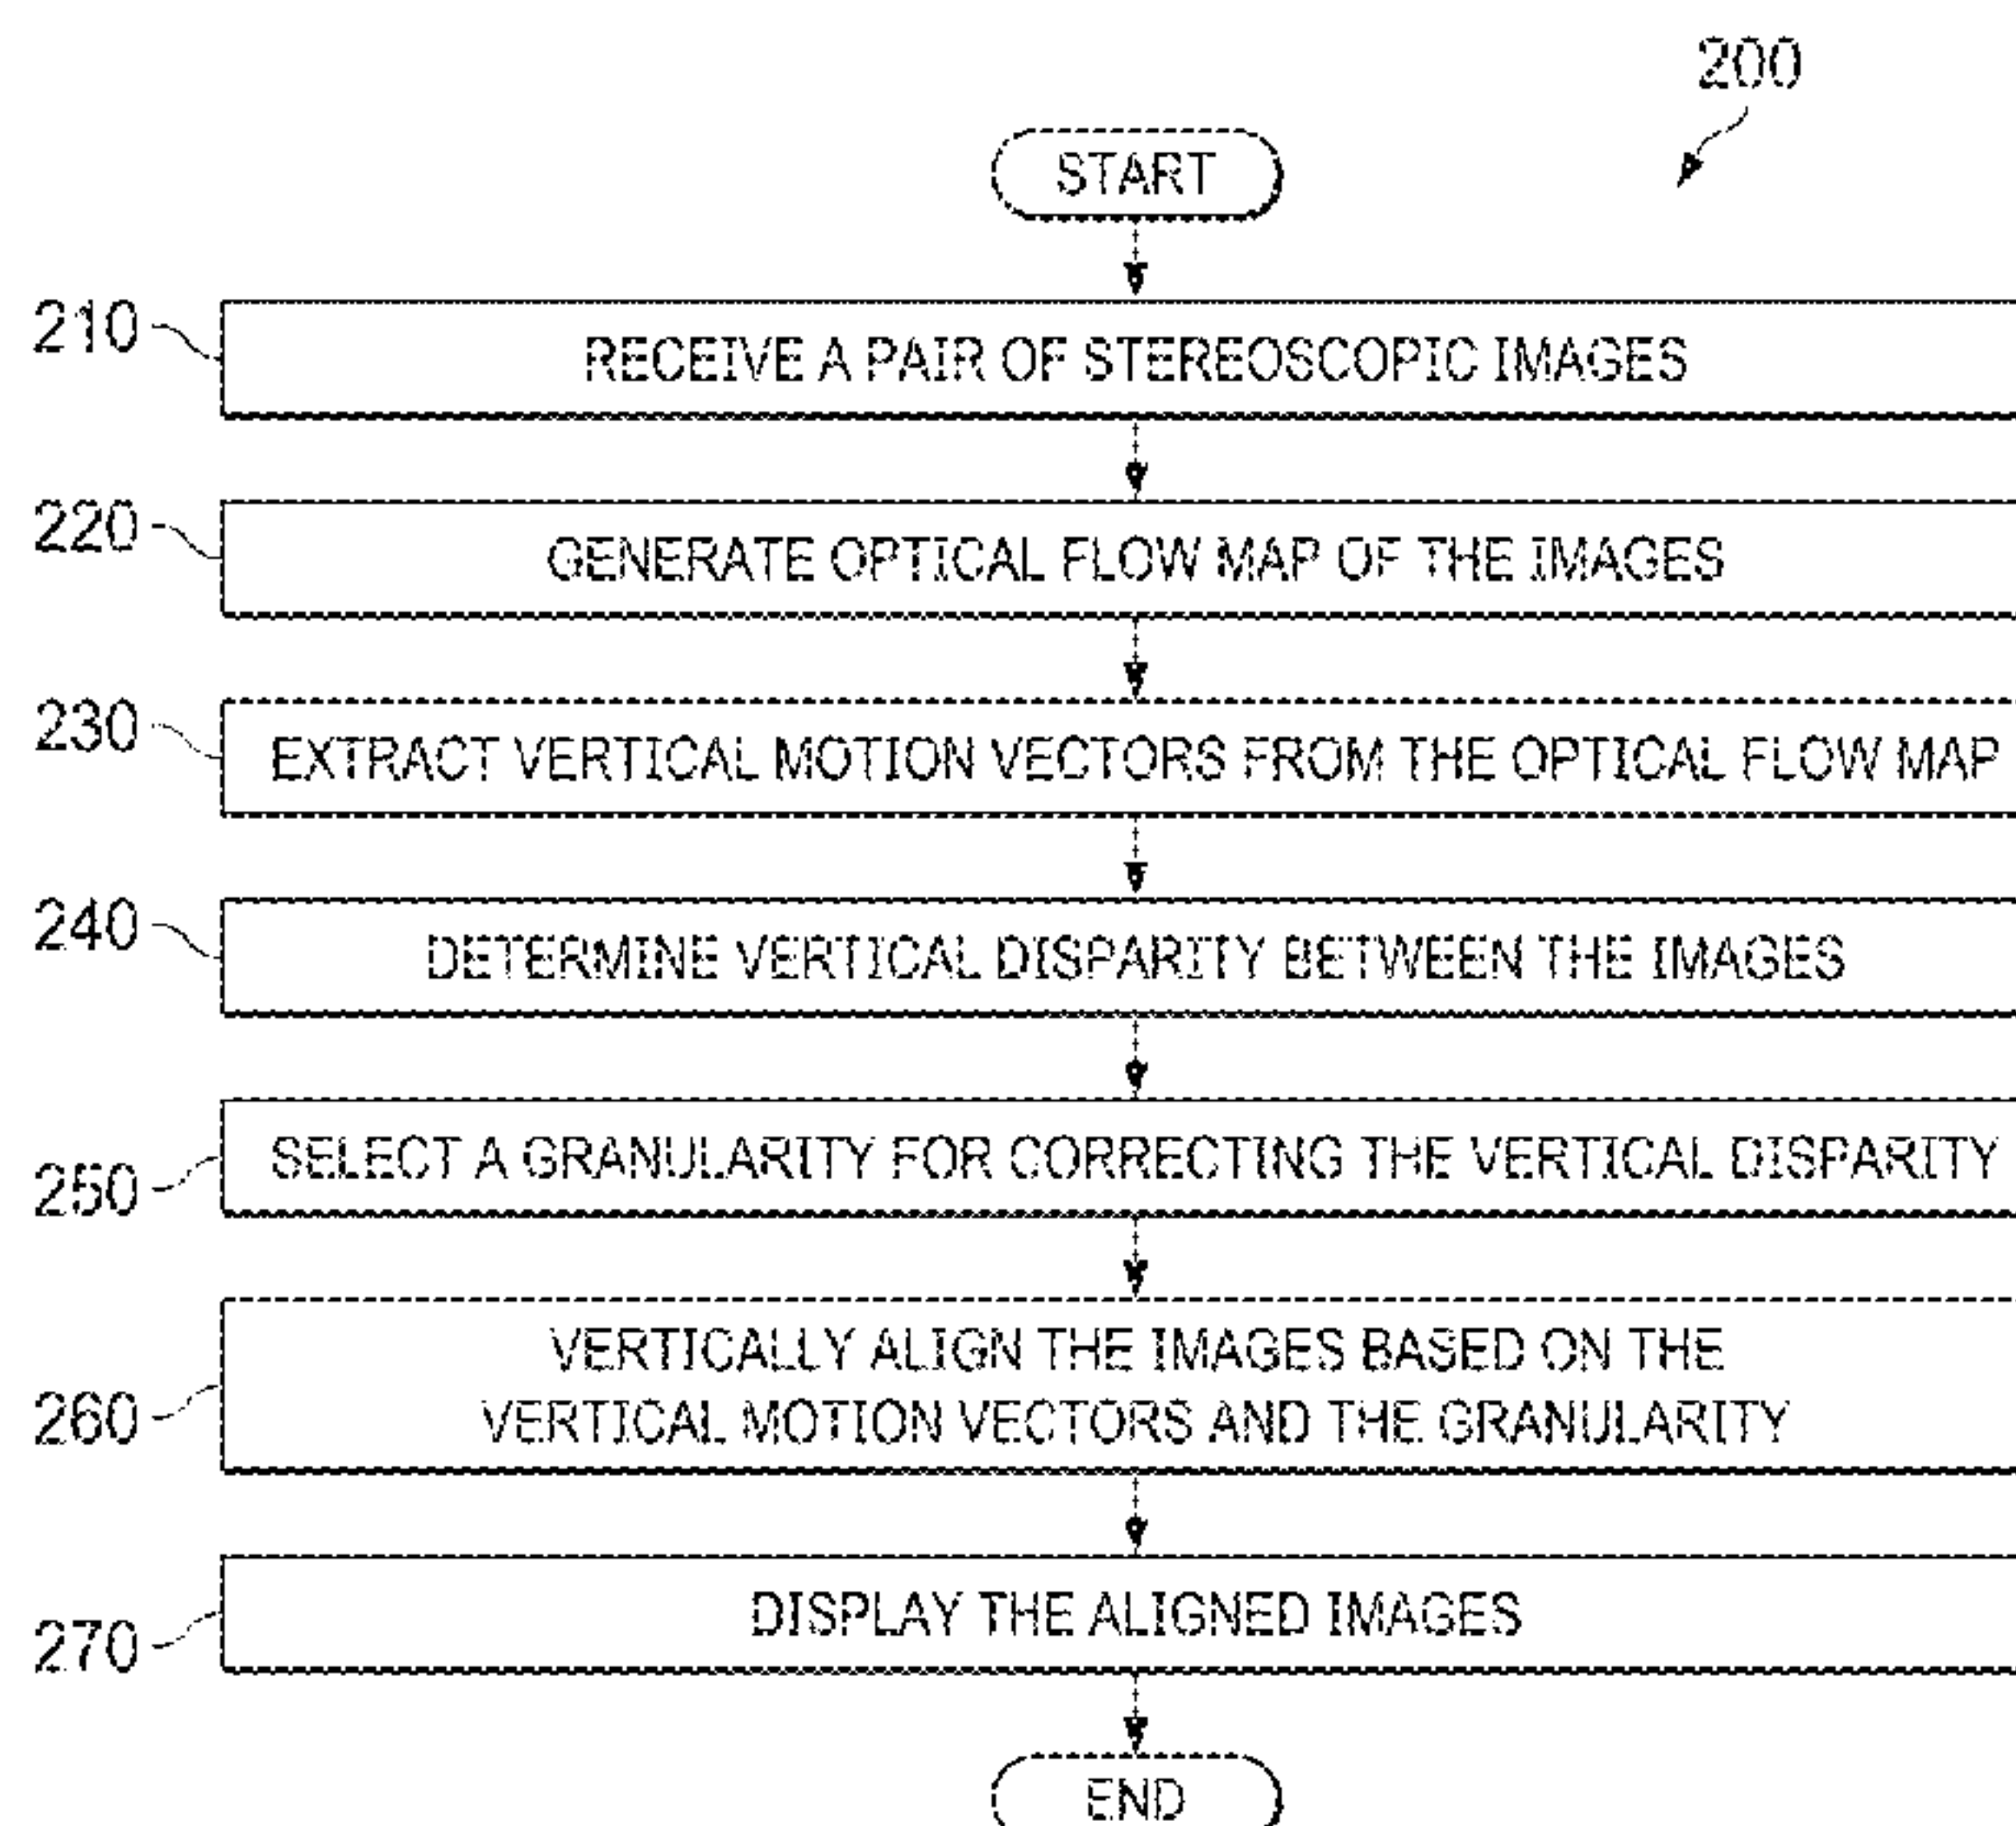 200
START
210
RECEIVE A PAIR OF STEREOSCOPIC IMAGES
220
GENERATE OPTICAL FLOW MAP OF THE IMAGES
230
EXTRACT VERTICAL MOTION VECTORS FROM THE OPTICAL FLOW MAP
240
DETERMINE VERTICAL DISPARITY BETWEEN THE IMAGES
250
SELECT A GRANULARITY FOR CORRECTING THE VERTICAL DISPARITY
260
VERTICALLY ALIGN THE IMAGES BASED ON THE
VERTICAL MOTION VECTORS AND THE GRANULARITY
270
DISPLAY THE ALIGNED IMAGES
END